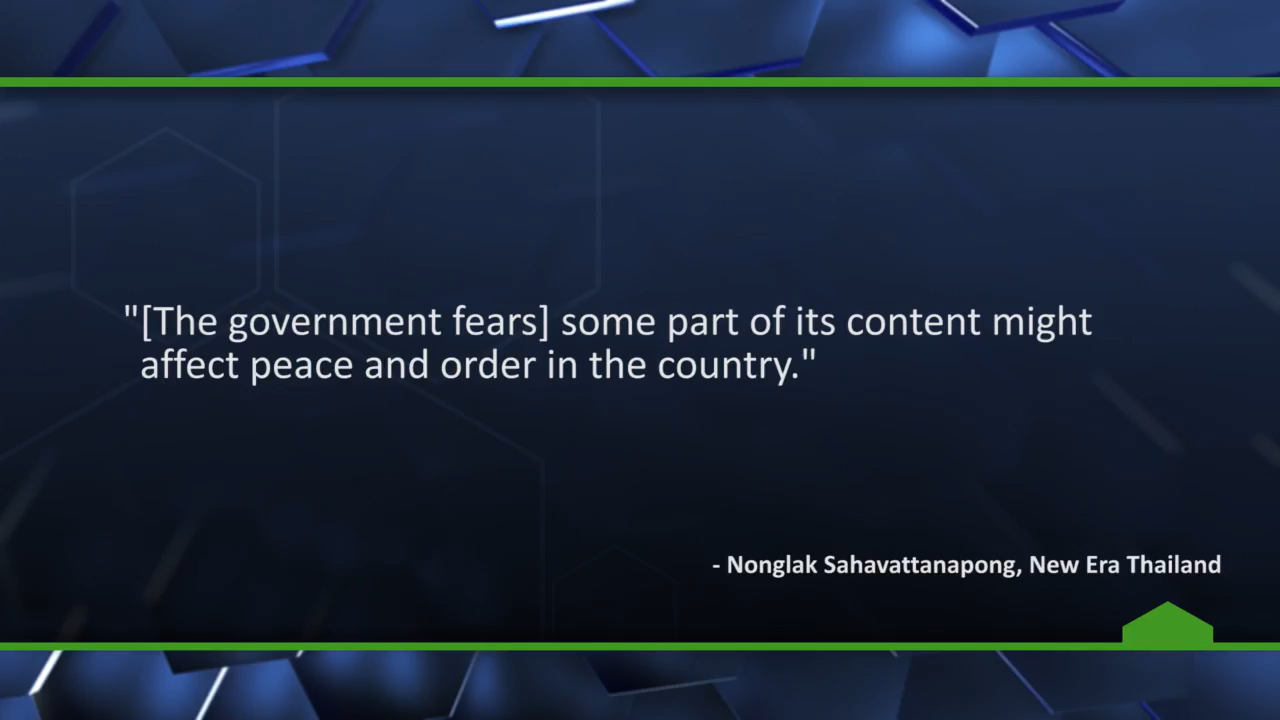 "[The government fears] some part of its content might
affect peace and order in the country."
- Nonglak Sahavattanapong, New Era Thailand